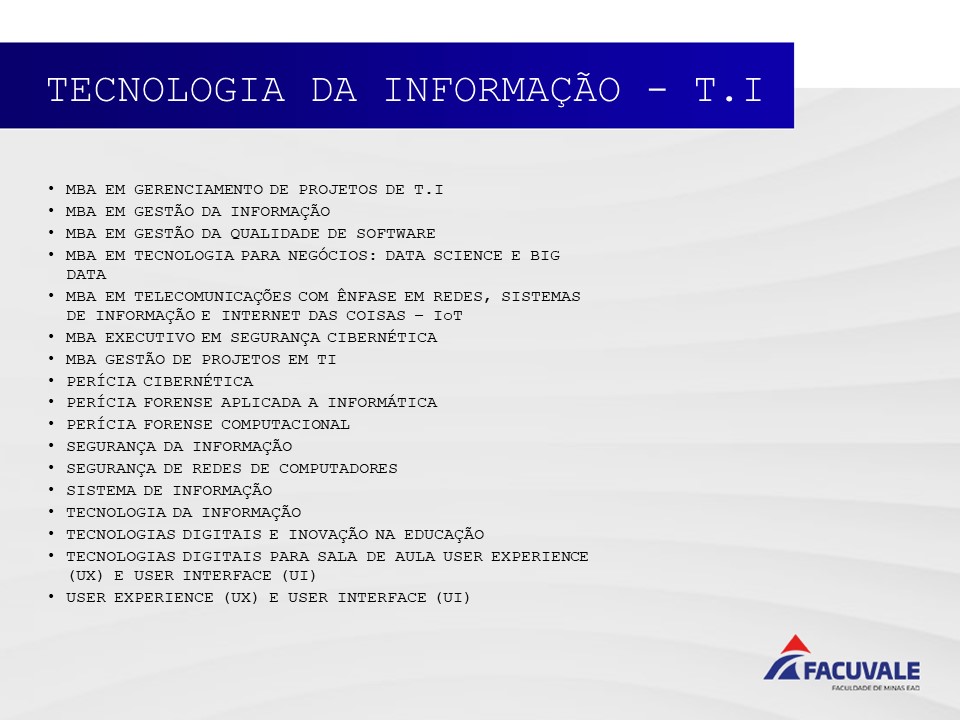 TECNOLOGIA DA INFORMAÇÃO - T.I
• MBA EM GERENCIAMENTO DE PROJETOS DE T.I
• MBA EM GESTÃO DA INFORMAÇÃO
• MBA EM GESTÃO DA QUALIDADE DE SOFTWARE
• MBA EM TECNOLOGIA PARA NEGÓCIOS: DATA SCIENCE E BIG
DATA
• MBA EM TELECOMUNICAÇÕES COM ÊNFASE EM REDES, SISTEMAS
DE INFORMAÇÃO E INTERNET DAS COISAS – IoT
• MBA EXECUTIVO EM SEGURANÇA CIBERNÉTICA
• MBA GESTÃO DE PROJETOS EM TI
• PERÍCIA CIBERNÉTICA
• PERÍCIA FORENSE APLICADA A INFORMÁTICA
• PERÍCIA FORENSE COMPUTACIONAL
• SEGURANÇA DA INFORMAÇÃO
• SEGURANÇA DE REDES DE COMPUTADORES
• SISTEMA DE INFORMAÇÃO
• TECNOLOGIA DA INFORMAÇÃO
• TECNOLOGIAS DIGITAIS E INOVAÇÃO NA EDUCAÇÃO
• TECNOLOGIAS DIGITAIS PARA SALA DE AULA USER EXPERIENCE
(UX) E USER INTERFACE (UI)
• USER EXPERIENCE (UX) E USER INTERFACE (UI)
FACUVALE
FACULDADE DE MINAS EAD